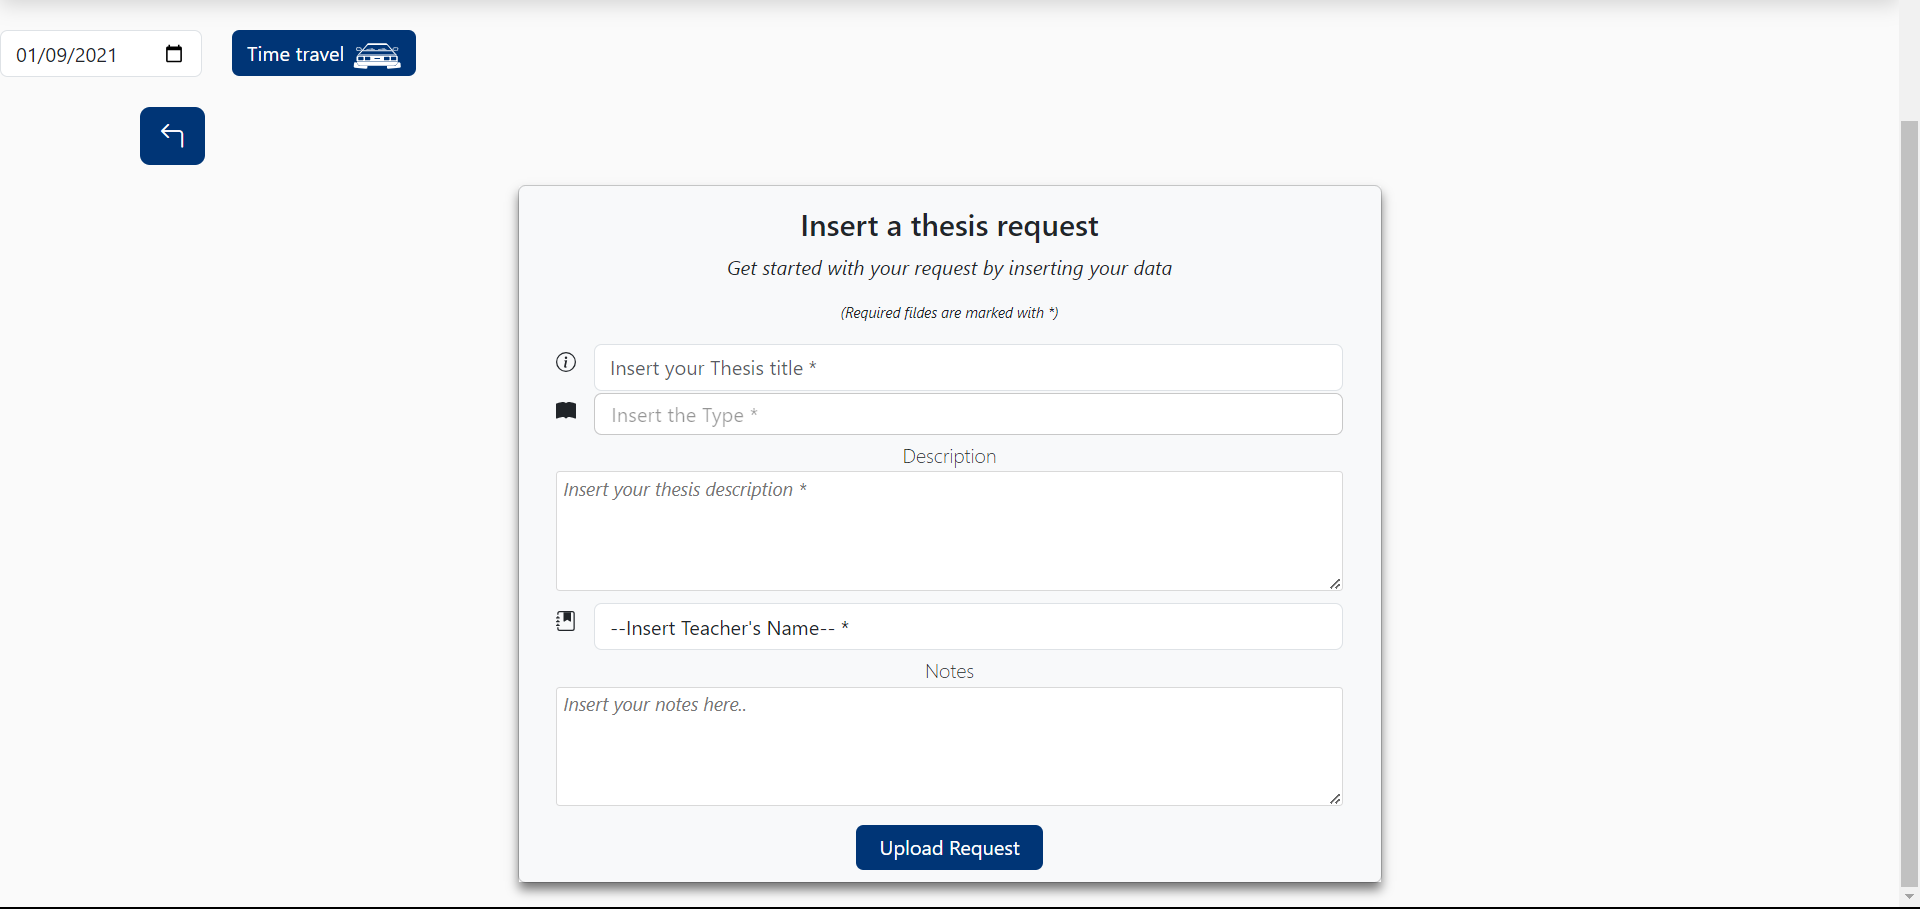 01/09/2021
Time travel
Insert a thesis request
Get started with your request by inserting your data
(Required fildes are marked with *)
Insert your Thesis title *
Insert the Type *
Description
Insert your thesis description *
--Insert Teacher's Name-- *
Notes
Insert your notes here..
Upload Request